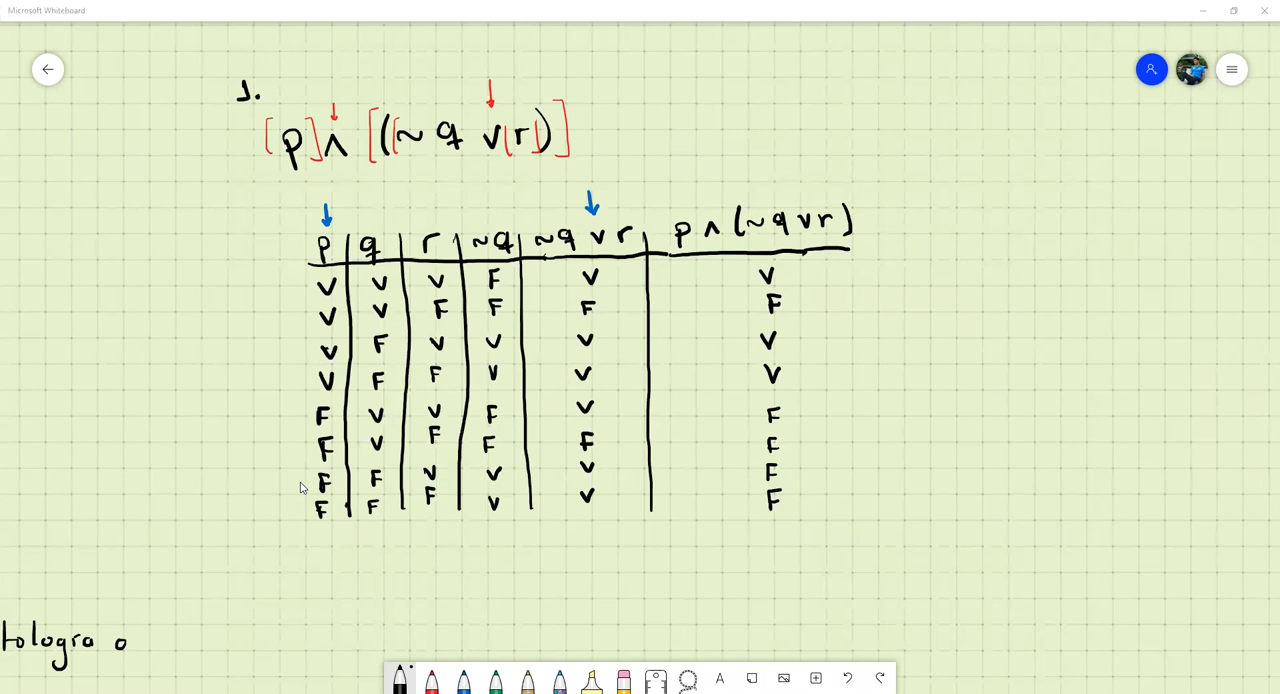 Microsoft Whiteboard
1.
[p] ∧ [([~ q ∨ [r])]
p q r ~q ~q ∨ r p ∧ (~q ∨ r)
V V V F V V
V V F F F F
V F V V V V
V F F V V V
F V V F V F
F V F F F F
F F V V V F
F F F V V F
tologra o
A